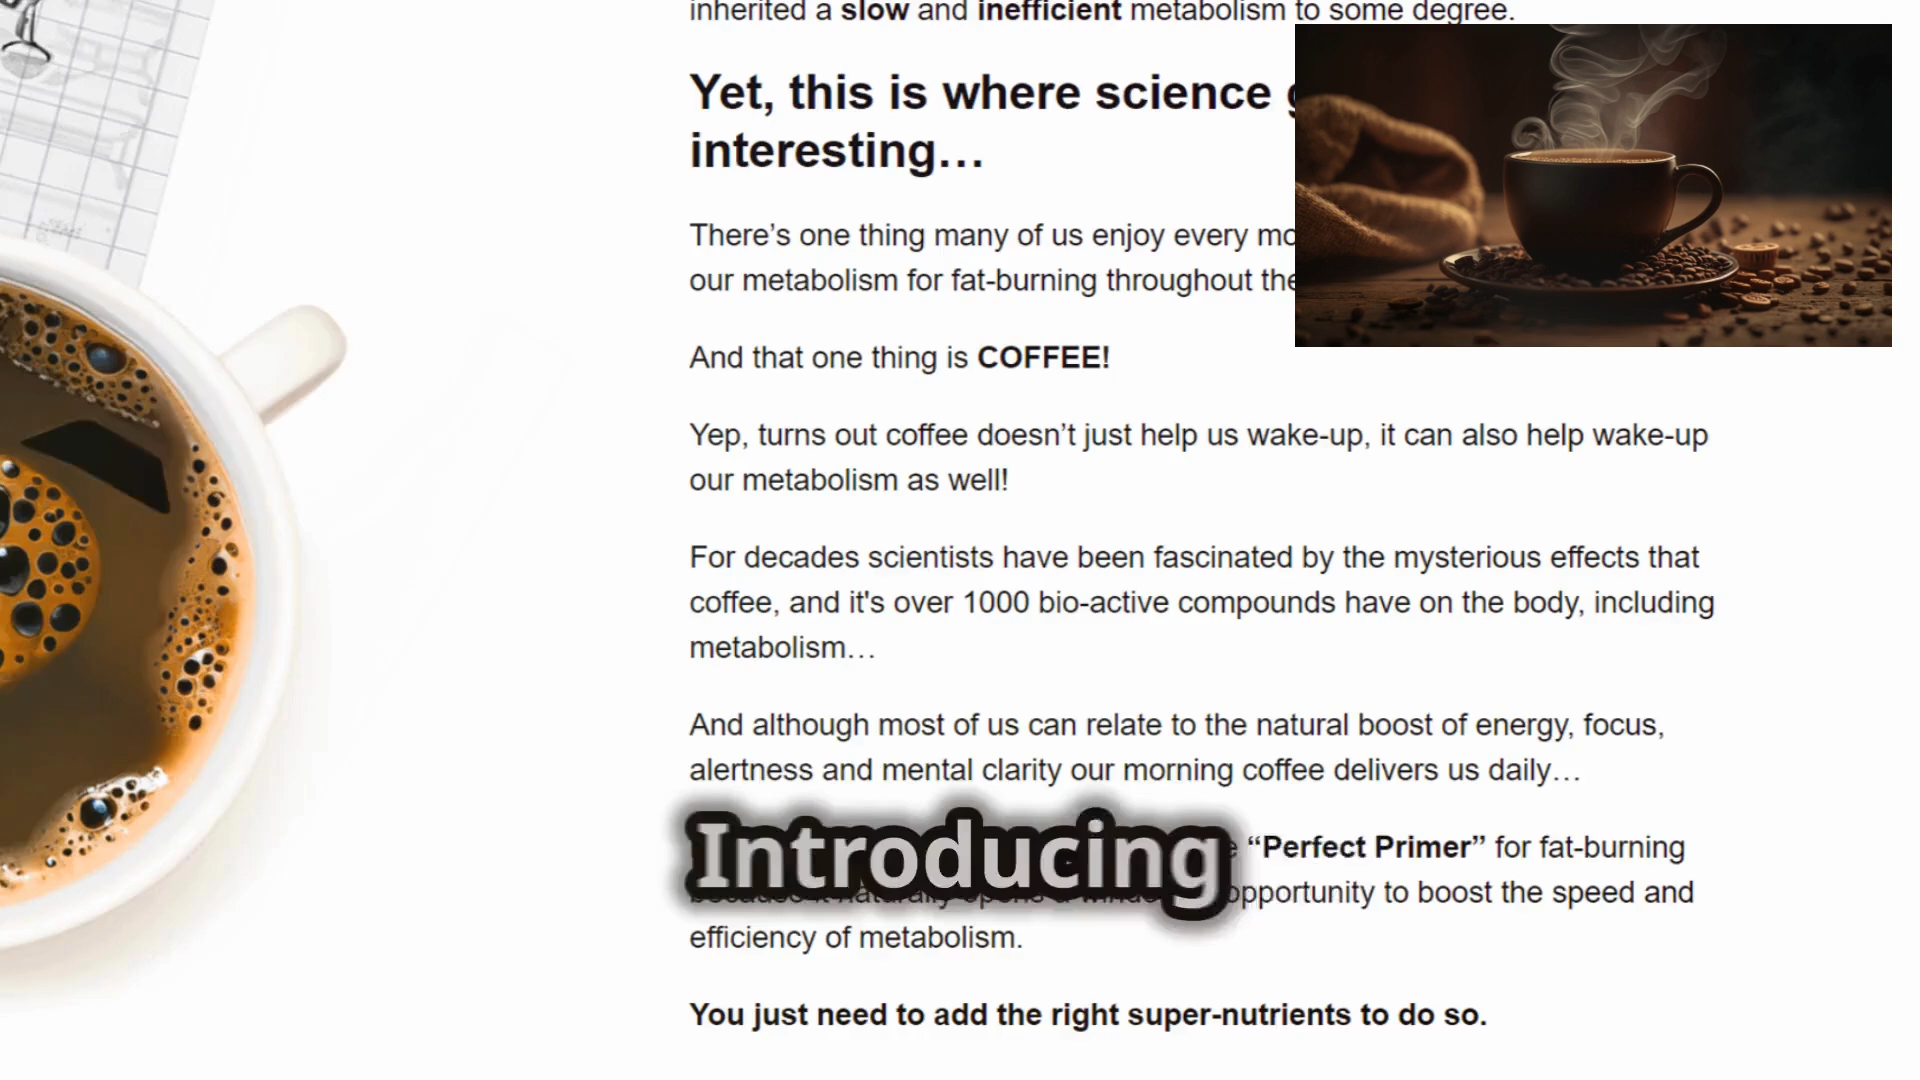 inherited a slow and inefficient metabolism to some degree.
Yet, this is where science
interesting…
There’s one thing many of us enjoy every
our metabolism for fat-burning throughout
And that one thing is COFFEE!
Yep, turns out coffee doesn’t just help us wake-up, it can also help wake-up
our metabolism as well!
For decades scientists have been fascinated by the mysterious effects that
coffee, and it's over 1000 bio-active compounds have on the body, including
metabolism…
And although most of us can relate to the natural boost of energy, focus,
alertness and mental clarity our morning coffee delivers us daily…
Introducing
“Perfect Primer” for fat-burning
opportunity to boost the speed and
efficiency of metabolism.
You just need to add the right super-nutrients to do so.